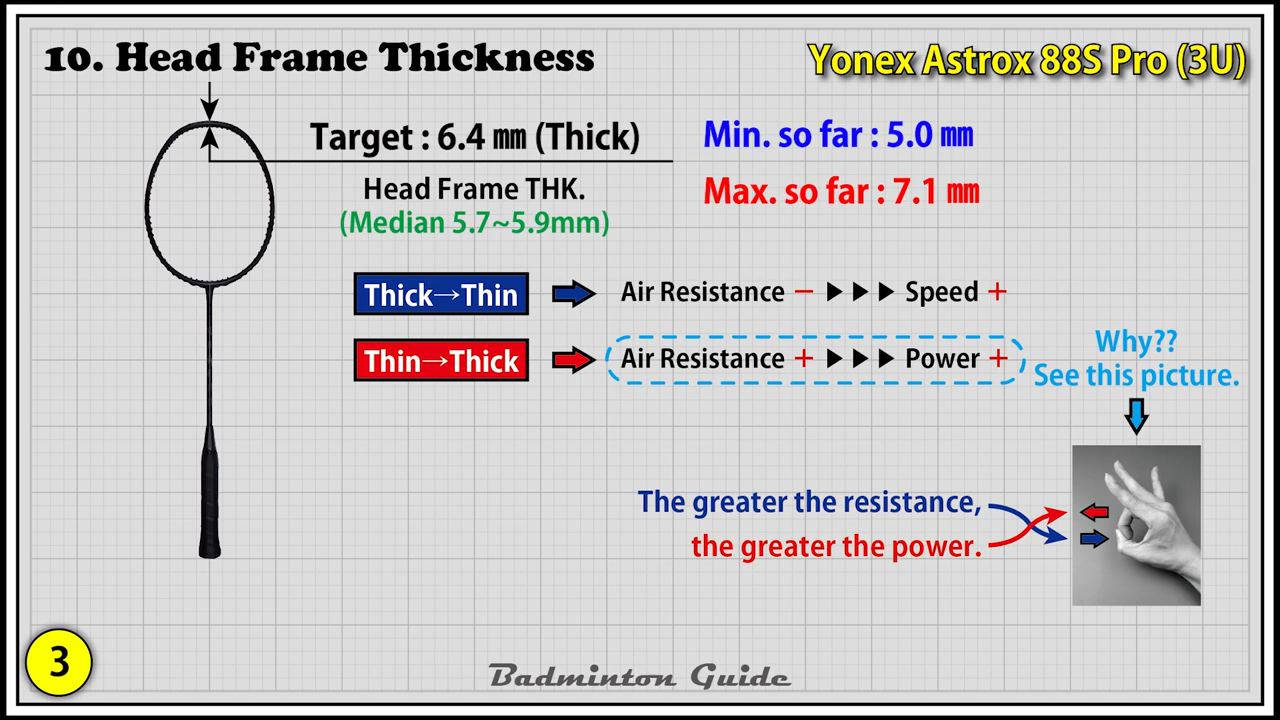 10. Head Frame Thickness
Yonex Astrox 88S Pro (3U)
Target : 6.4 ㎜ (Thick)
Min. so far : 5.0 ㎜
Head Frame THK.
Max. so far : 7.1 ㎜
(Median 5.7~5.9mm)
Thick→Thin
Air Resistance − ▶ ▶ ▶ Speed +
Thin→Thick
Air Resistance + ▶ ▶ ▶ Power +
Why??
See this picture.
The greater the resistance,
the greater the power.
3
Badminton Guide